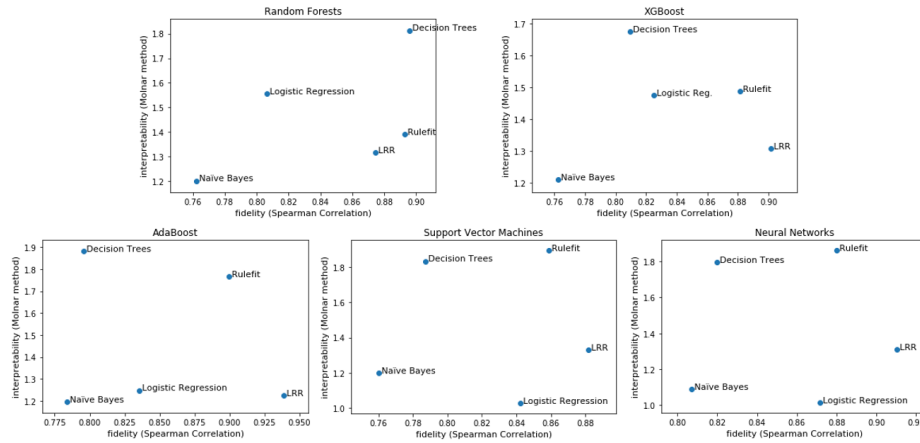 Random Forests
interpretability (Molnar method)
1.8
1.7
1.6
1.5
1.4
1.3
1.2
Decision Trees
Logistic Regression
Rulefit
LRR
Naïve Bayes
0.76 0.78 0.80 0.82 0.84 0.86 0.88 0.90
fidelity (Spearman Correlation)
XGBoost
interpretability (Molnar method)
1.7
1.6
1.5
1.4
1.3
1.2
Decision Trees
Logistic Reg.
Rulefit
LRR
Naïve Bayes
0.76 0.78 0.80 0.82 0.84 0.86 0.88 0.90
fidelity (Spearman Correlation)
AdaBoost
interpretability (Molnar method)
1.9
1.8
1.7
1.6
1.5
1.4
1.3
1.2
Decision Trees
Rulefit
Logistic Regression
LRR
Naïve Bayes
0.775 0.800 0.825 0.850 0.875 0.900 0.925 0.950
fidelity (Spearman Correlation)
Support Vector Machines
interpretability (Molnar method)
1.8
1.6
1.4
1.2
1.0
Rulefit
Decision Trees
LRR
Naïve Bayes
Logistic Regression
0.76 0.78 0.80 0.82 0.84 0.86 0.88
fidelity (Spearman Correlation)
Neural Networks
interpretability (Molnar method)
1.8
1.6
1.4
1.2
1.0
Rulefit
Decision Trees
LRR
Naïve Bayes
Logistic Regression
0.80 0.82 0.84 0.86 0.88 0.90
fidelity (Spearman Correlation)